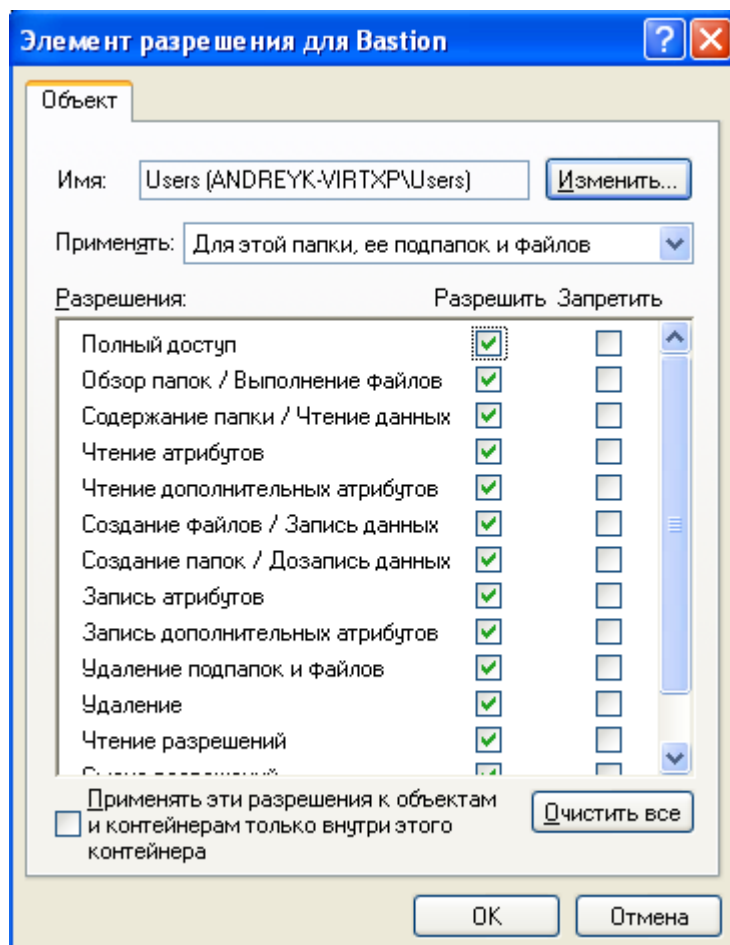 Элемент разрешения для Bastion
Объект
Имя: Users (ANDREYK-VIRTXP\Users) Изменить...
Применять: Для этой папки, ее подпапок и файлов
Разрешения: Разрешить Запретить
Полный доступ
Обзор папок / Выполнение файлов
Содержание папки / Чтение данных
Чтение атрибутов
Чтение дополнительных атрибутов
Создание файлов / Запись данных
Создание папок / Дозапись данных
Запись атрибутов
Запись дополнительных атрибутов
Удаление подпапок и файлов
Удаление
Чтение разрешений
Применять эти разрешения к объектам
и контейнерам только внутри этого
контейнера
Очистить все
OK Отмена